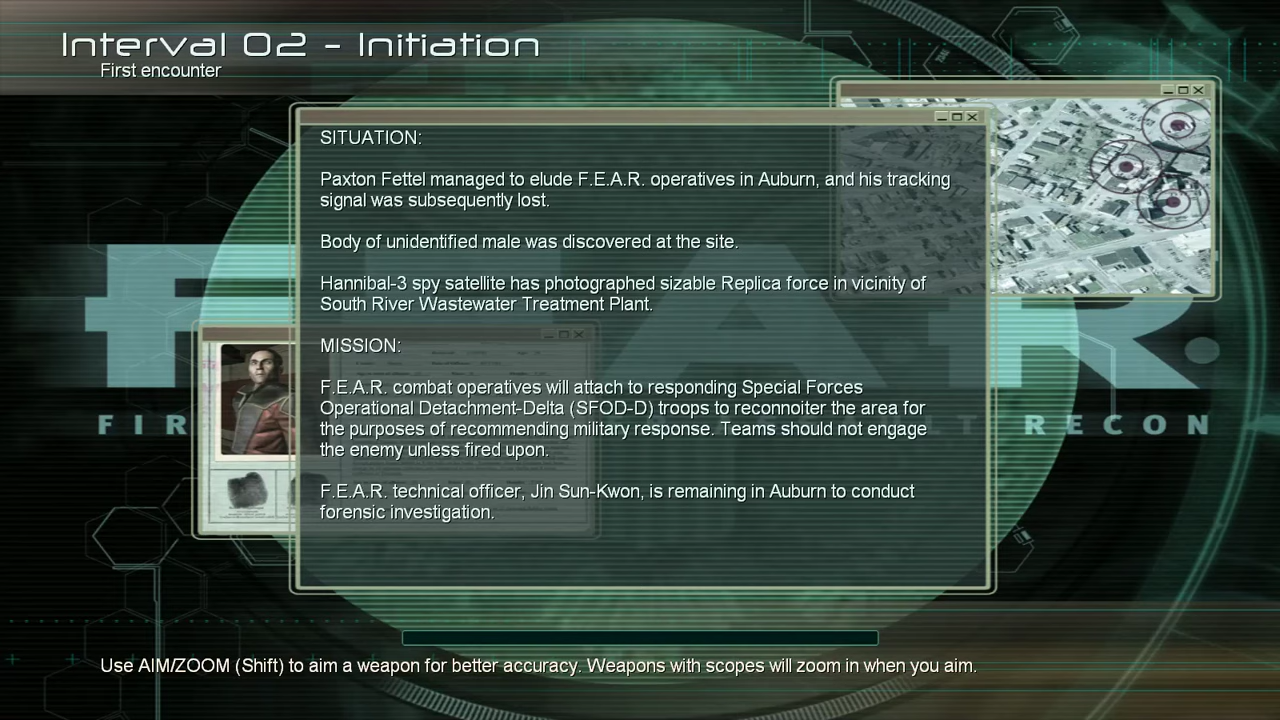 Interval 02 - Initiation
First encounter
SITUATION:
Paxton Fettel managed to elude F.E.A.R. operatives in Auburn, and his tracking
signal was subsequently lost.
Body of unidentified male was discovered at the site.
Hannibal-3 spy satellite has photographed sizable Replica force in vicinity of
South River Wastewater Treatment Plant.
MISSION:
F.E.A.R. combat operatives will attach to responding Special Forces
Operational Detachment-Delta (SFOD-D) troops to reconnoiter the area for
the purposes of recommending military response. Teams should not engage
the enemy unless fired upon.
F.E.A.R. technical officer, Jin Sun-Kwon, is remaining in Auburn to conduct
forensic investigation.
RECON
Use AIM/ZOOM (Shift) to aim a weapon for better accuracy. Weapons with scopes will zoom in when you aim.